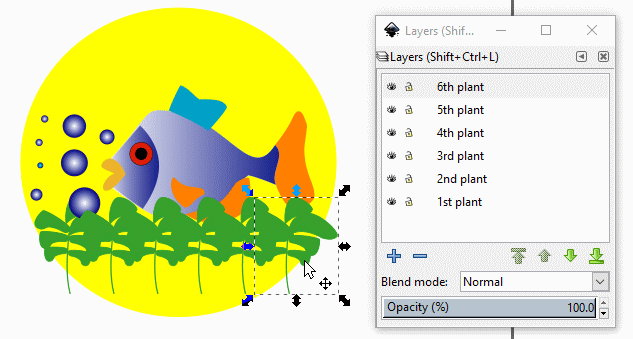 Layers (Shif...
Layers (Shift+Ctrl+L)
6th plant
5th plant
4th plant
3rd plant
2nd plant
1st plant
Blend mode: Normal
Opacity (%) 100.0